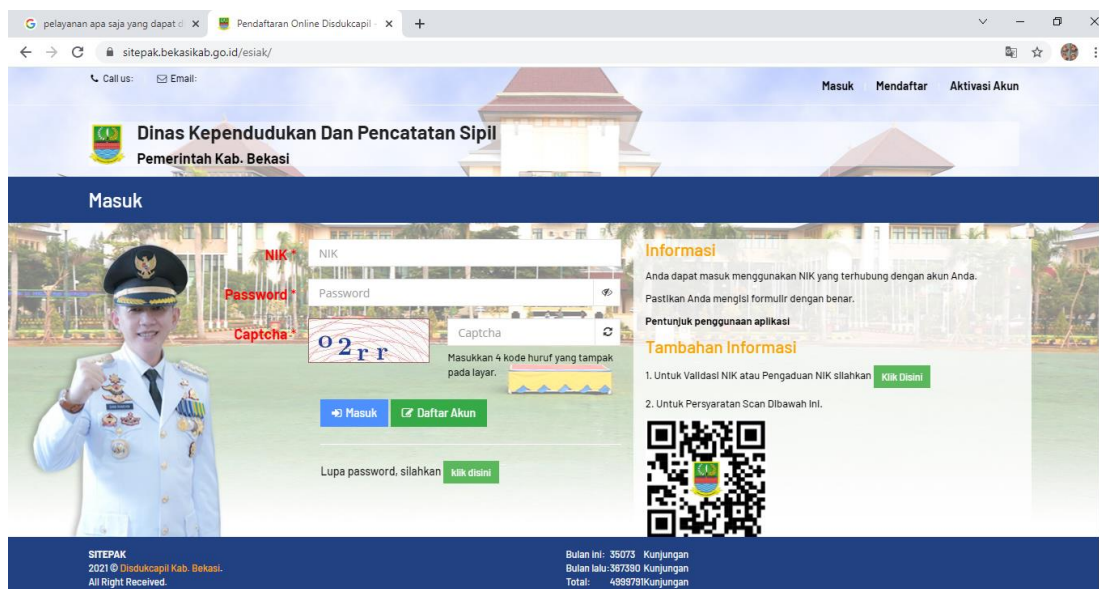 pelayanan apa saja yang dapat d
Pendaftaran Online Disdukcapil -
sitepak.bekasikab.go.id/esiak/
Call us:
Email:
Masuk
Mendaftar
Aktivasi Akun
Dinas Kependudukan Dan Pencatatan Sipil
Pemerintah Kab. Bekasi
Masuk
NIK *
NIK
Password *
Password
Captcha *
o2rr
Captcha
Masukkan 4 kode huruf yang tampak
pada layar.
Masuk
Daftar Akun
Lupa password, silahkan klik disini
Informasi
Anda dapat masuk menggunakan NIK yang terhubung dengan akun Anda.
Pastikan Anda mengisi formulir dengan benar.
Pentunjuk penggunaan aplikasi
Tambahan Informasi
1. Untuk Validasi NIK atau Pengaduan NIK silahkan Klik Disini
2. Untuk Persyaratan Scan Dibawah Ini.
SITEPAK
2021 © Disdukcapil Kab. Bekasi.
All Right Received.
Bulan ini: 35073 Kunjungan
Bulan lalu:367390 Kunjungan
Total: 4999791Kunjungan